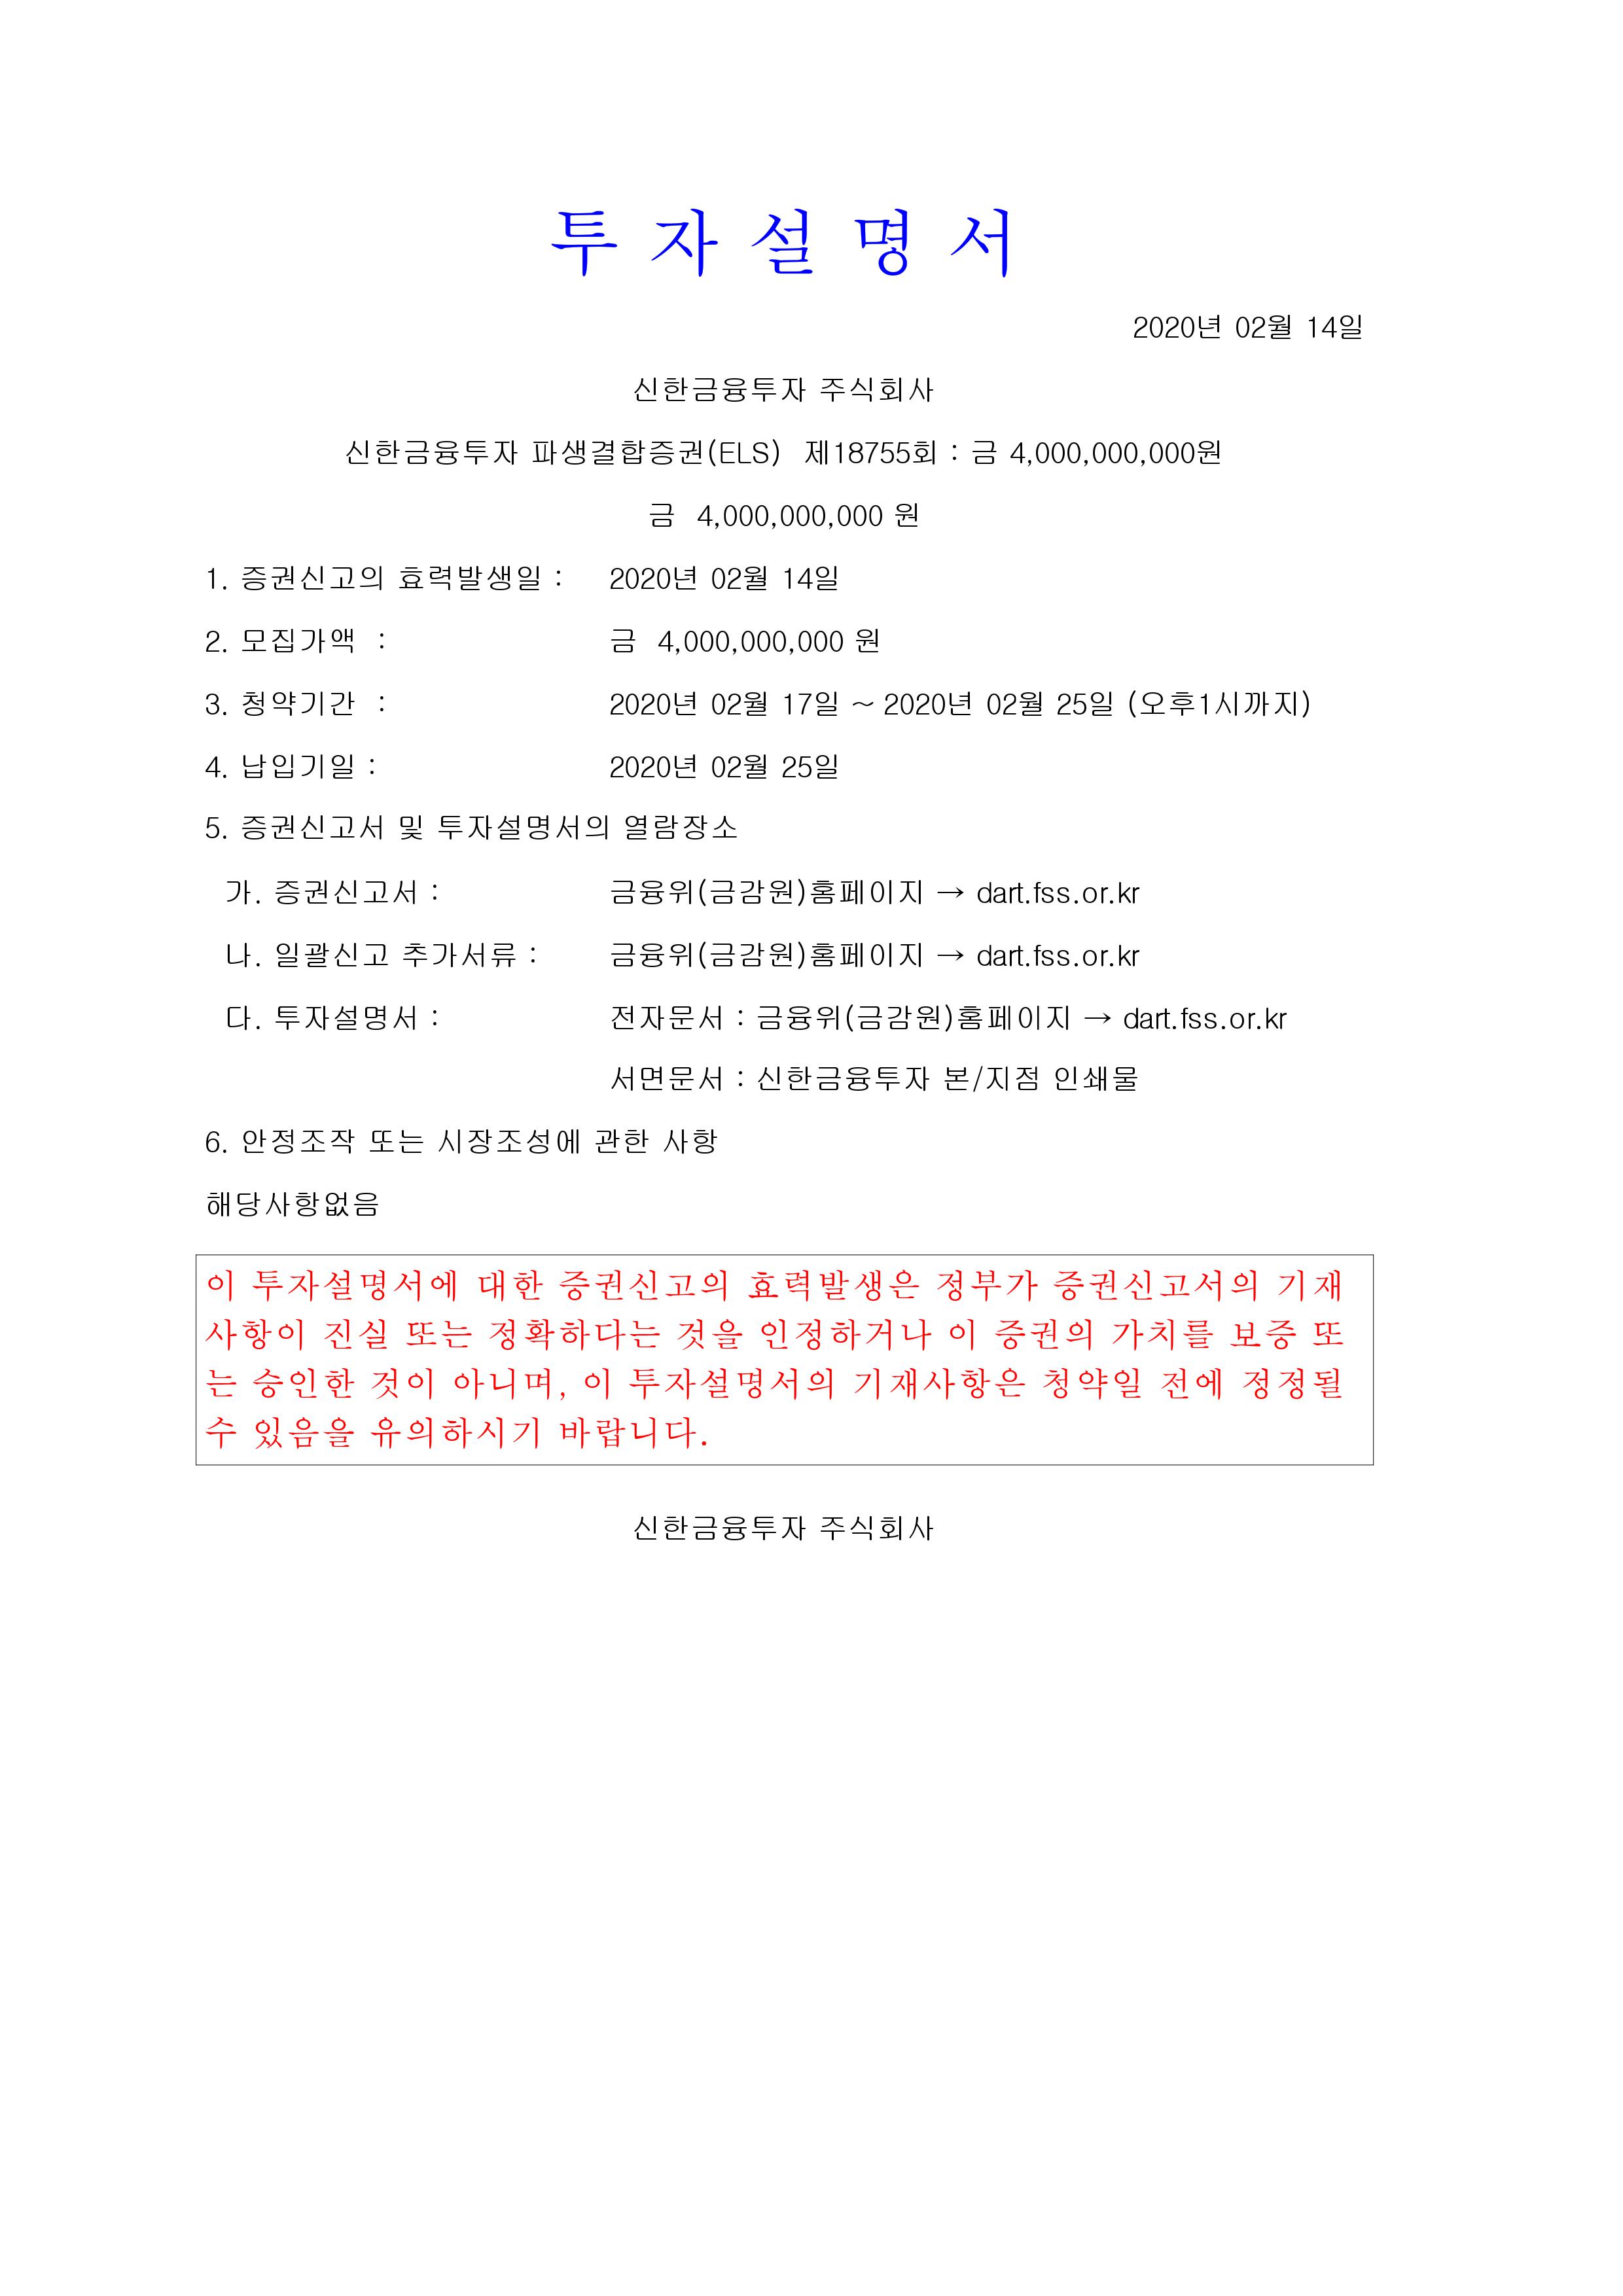 투 자 설 명 서
2020년 02월 14일
신한금융투자 주식회사
신한금융투자 파생결합증권(ELS)  제18755회 : 금 4,000,000,000원
금  4,000,000,000 원
1. 증권신고의 효력발생일 : 2020년 02월 14일
2. 모집가액  : 금  4,000,000,000 원
3. 청약기간  : 2020년 02월 17일 ~ 2020년 02월 25일 (오후1시까지)
4. 납입기일 : 2020년 02월 25일
5. 증권신고서 및 투자설명서의 열람장소
가. 증권신고서 : 금융위(금감원)홈페이지 → dart.fss.or.kr
나. 일괄신고 추가서류 : 금융위(금감원)홈페이지 → dart.fss.or.kr
다. 투자설명서 : 전자문서 : 금융위(금감원)홈페이지 → dart.fss.or.kr
서면문서 : 신한금융투자 본/지점 인쇄물
6. 안정조작 또는 시장조성에 관한 사항
해당사항없음
이 투자설명서에 대한 증권신고의 효력발생은 정부가 증권신고서의 기재
사항이 진실 또는 정확하다는 것을 인정하거나 이 증권의 가치를 보증 또
는 승인한 것이 아니며, 이 투자설명서의 기재사항은 청약일 전에 정정될
수 있음을 유의하시기 바랍니다.
신한금융투자 주식회사